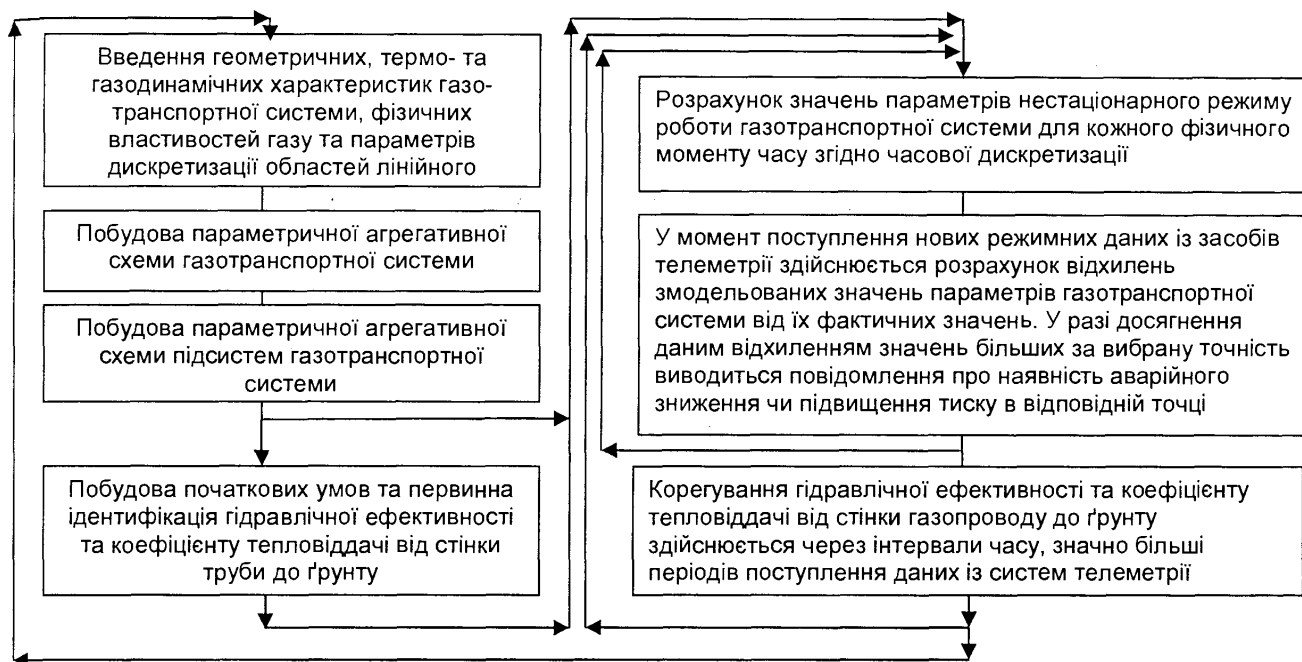 Введення геометричних, термо- та
газодинамічних характеристик газо-
транспортної системи, фізичних
властивостей газу та параметрів
дискретизації областей лінійного
Побудова параметричної агрегативної
схеми газотранспортної системи
Побудова параметричної агрегативної
схеми підсистем газотранспортної
системи
Побудова початкових умов та первинна
ідентифікація гідравлічної ефективності
та коефіцієнту тепловіддачі від стінки
труби до ґрунту
Розрахунок значень параметрів нестаціонарного режиму
роботи газотранспортної системи для кожного фізичного
моменту часу згідно часової дискретизації
У момент поступлення нових режимних даних із засобів
телеметрії здійснюється розрахунок відхилень
змодельованих значень параметрів газотранспортної
системи від їх фактичних значень. У разі досягнення
даним відхиленням значень більших за вибрану точність
виводиться повідомлення про наявність аварійного
зниження чи підвищення тиску в відповідній точці
Корегування гідравлічної ефективності та коефіцієнту
тепловіддачі від стінки газопроводу до ґрунту
здійснюється через інтервали часу, значно більші
періодів поступлення даних із систем телеметрії